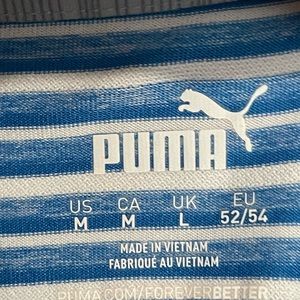 PUMA
US CA UK EU
M M L 52/54
MADE IN VIETNAM
FABRIQUÉ AU VIETNAM
PUMA.COM/FOREVERBETTER